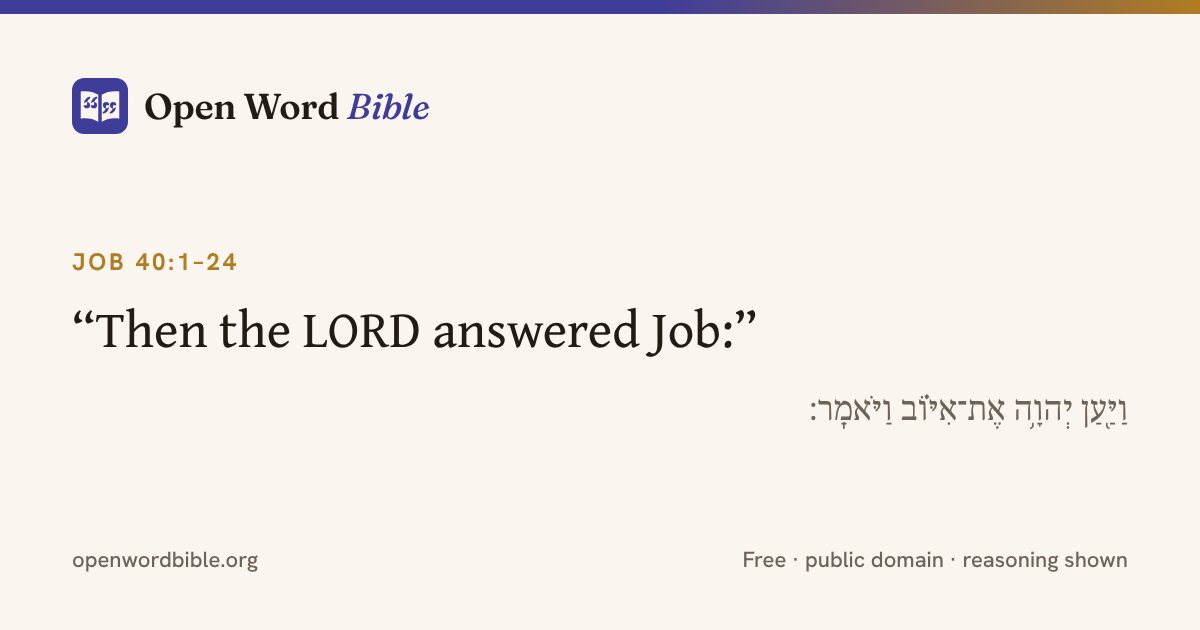 Open Word Bible
JOB 40:1–24
“Then the LORD answered Job:”
וַיַּ֖עַן יְהוָ֥ה אֶת־אִיּ֗וֹב וַיֹּאמַֽר׃
openwordbible.org
Free · public domain · reasoning shown